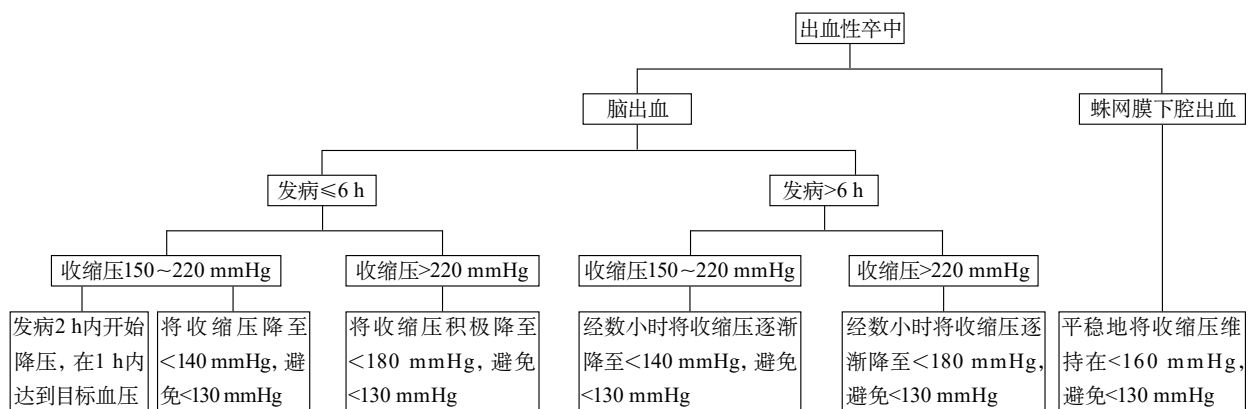 出血性卒中
脑出血
蛛网膜下腔出血
发病≤6 h
发病>6 h
收缩压150~220 mmHg
收缩压>220 mmHg
收缩压150~220 mmHg
收缩压>220 mmHg
发病2 h内开始
降压，在1 h内
达到目标血压
将收缩压降至
<140 mmHg，避
免<130 mmHg
将收缩压积极降至
<180 mmHg，避免
<130 mmHg
经数小时将收缩压逐渐
降至<140 mmHg，避免
<130 mmHg
经数小时将收缩压逐
渐降至<180 mmHg，
避免<130 mmHg
平稳地将收缩压维
持在<160 mmHg，
避免<130 mmHg